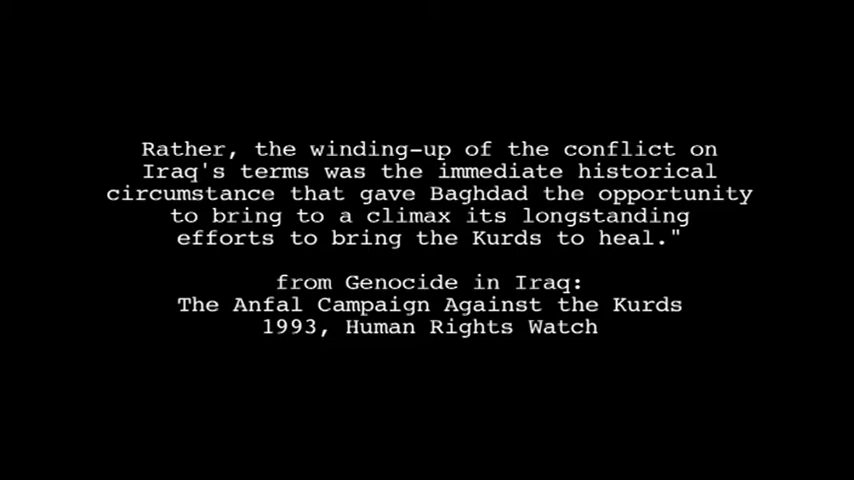 Rather, the winding-up of the conflict on
Iraq's terms was the immediate historical
circumstance that gave Baghdad the opportunity
to bring to a climax its longstanding
efforts to bring the Kurds to heal."
from Genocide in Iraq:
The Anfal Campaign Against the Kurds
1993, Human Rights Watch